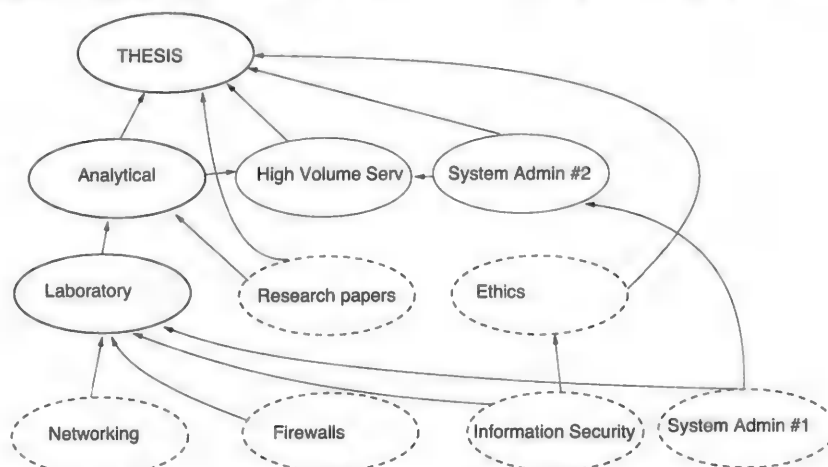 THESIS
Analytical
High Volume Serv
System Admin #2
Laboratory
Research papers
Ethics
Networking
Firewalls
Information Security
System Admin #1